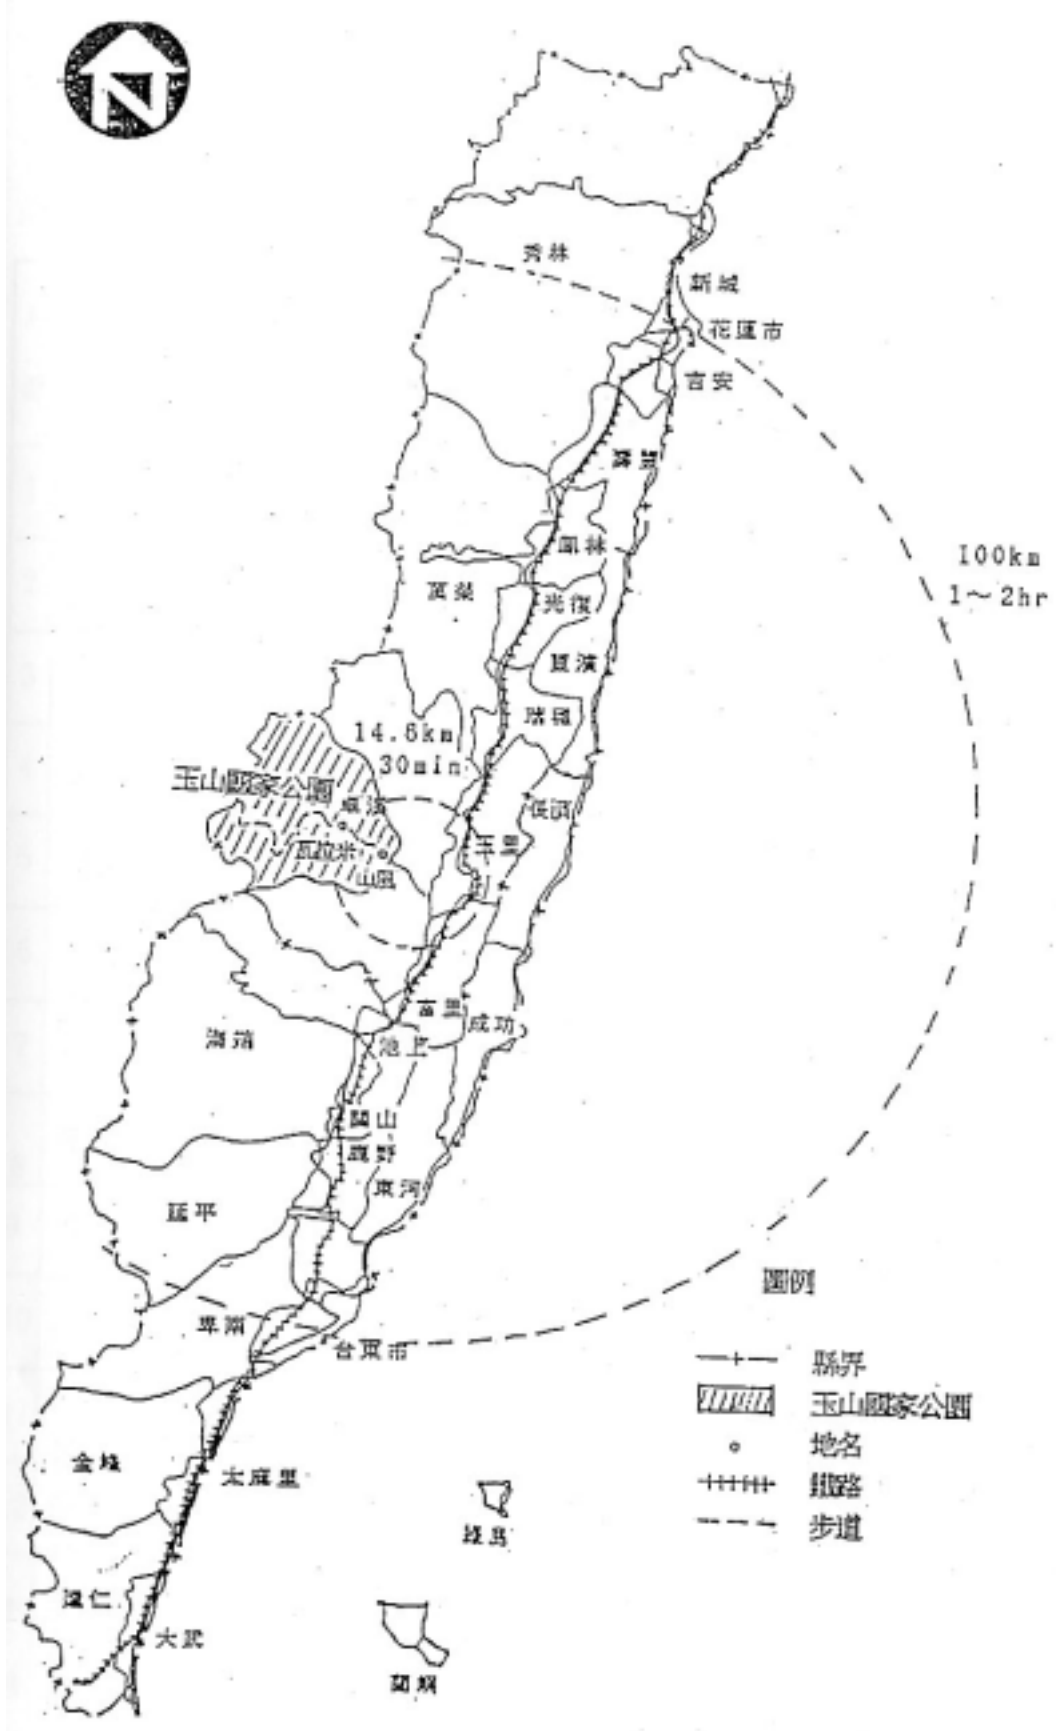 N
秀林
新城
花蓮市
吉安
壽豐
鳳林
100km
1～2hr
萬榮
光復
豐濱
瑞穗
14.6km
30min
玉山國家公園
卓溪
長濱
玉里
瓦拉米
山風
富里
成功
海端
池上
關山
鹿野
東河
延平
圖例
卑南
台東市
縣界
玉山國家公園
金峰
地名
太麻里
鐵路
綠島
步道
達仁
大武
蘭嶼